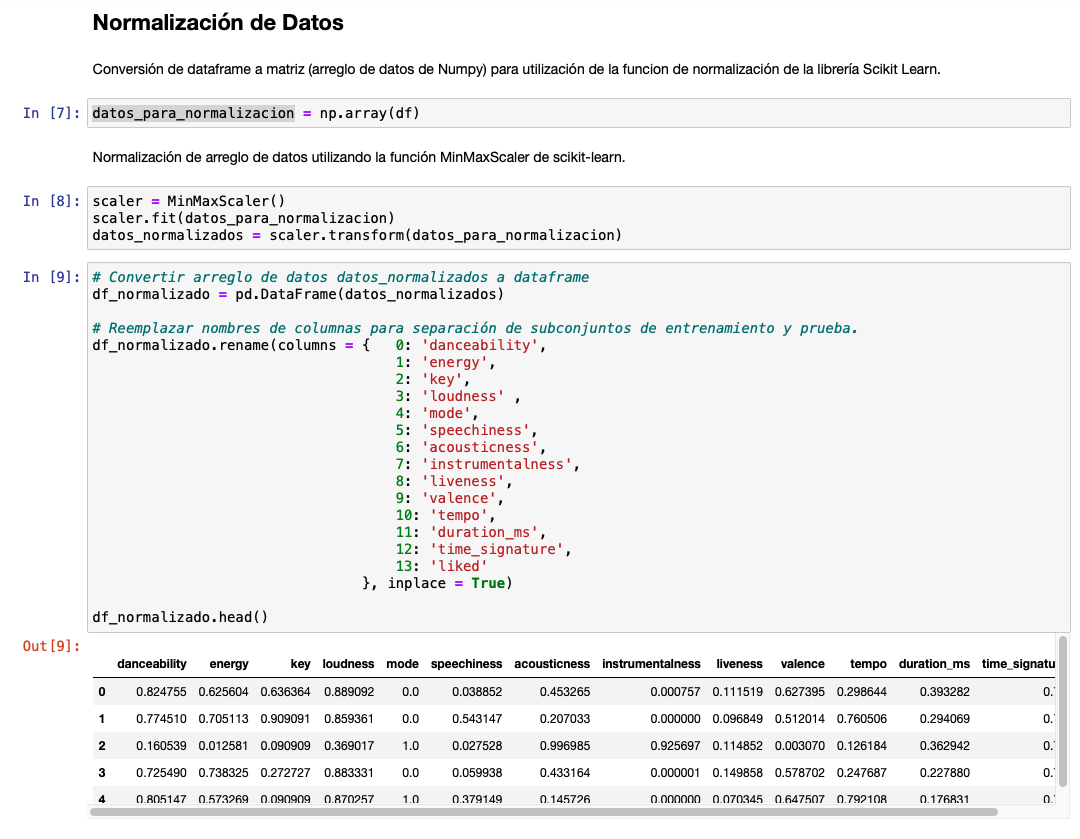 Normalización de Datos
Conversión de dataframe a matriz (arreglo de datos de Numpy) para utilización de la funcion de normalización de la librería Scikit Learn.
In [7]: datos_para_normalizacion = np.array(df)
Normalización de arreglo de datos utilizando la función MinMaxScaler de scikit-learn.
In [8]: scaler = MinMaxScaler()
scaler.fit(datos_para_normalizacion)
datos_normalizados = scaler.transform(datos_para_normalizacion)
In [9]: # Convertir arreglo de datos datos_normalizados a dataframe
df_normalizado = pd.DataFrame(datos_normalizados)
# Reemplazar nombres de columnas para separación de subconjuntos de entrenamiento y prueba.
df_normalizado.rename(columns = { 0: 'danceability',
1: 'energy',
2: 'key',
3: 'loudness' ,
4: 'mode',
5: 'speechiness',
6: 'acousticness',
7: 'instrumentalness',
8: 'liveness',
9: 'valence',
10: 'tempo',
11: 'duration_ms',
12: 'time_signature',
13: 'liked'
}, inplace = True)
df_normalizado.head()
Out[9]:
danceability energy key loudness mode speechiness acousticness instrumentalness liveness valence tempo duration_ms time_signatu
0 0.824755 0.625604 0.636364 0.889092 0.0 0.038852 0.453265 0.000757 0.111519 0.627395 0.298644 0.393282 0.
1 0.774510 0.705113 0.909091 0.859361 0.0 0.543147 0.207033 0.000000 0.096849 0.512014 0.760506 0.294069 0.
2 0.160539 0.012581 0.090909 0.369017 1.0 0.027528 0.996985 0.925697 0.114852 0.003070 0.126184 0.362942 0.
3 0.725490 0.738325 0.272727 0.883331 0.0 0.059938 0.433164 0.000001 0.149858 0.578702 0.247687 0.227880 0.
4 0.805147 0.573269 0.090909 0.870257 1.0 0.379149 0.145726 0.000000 0.070345 0.647507 0.792108 0.176831 0.